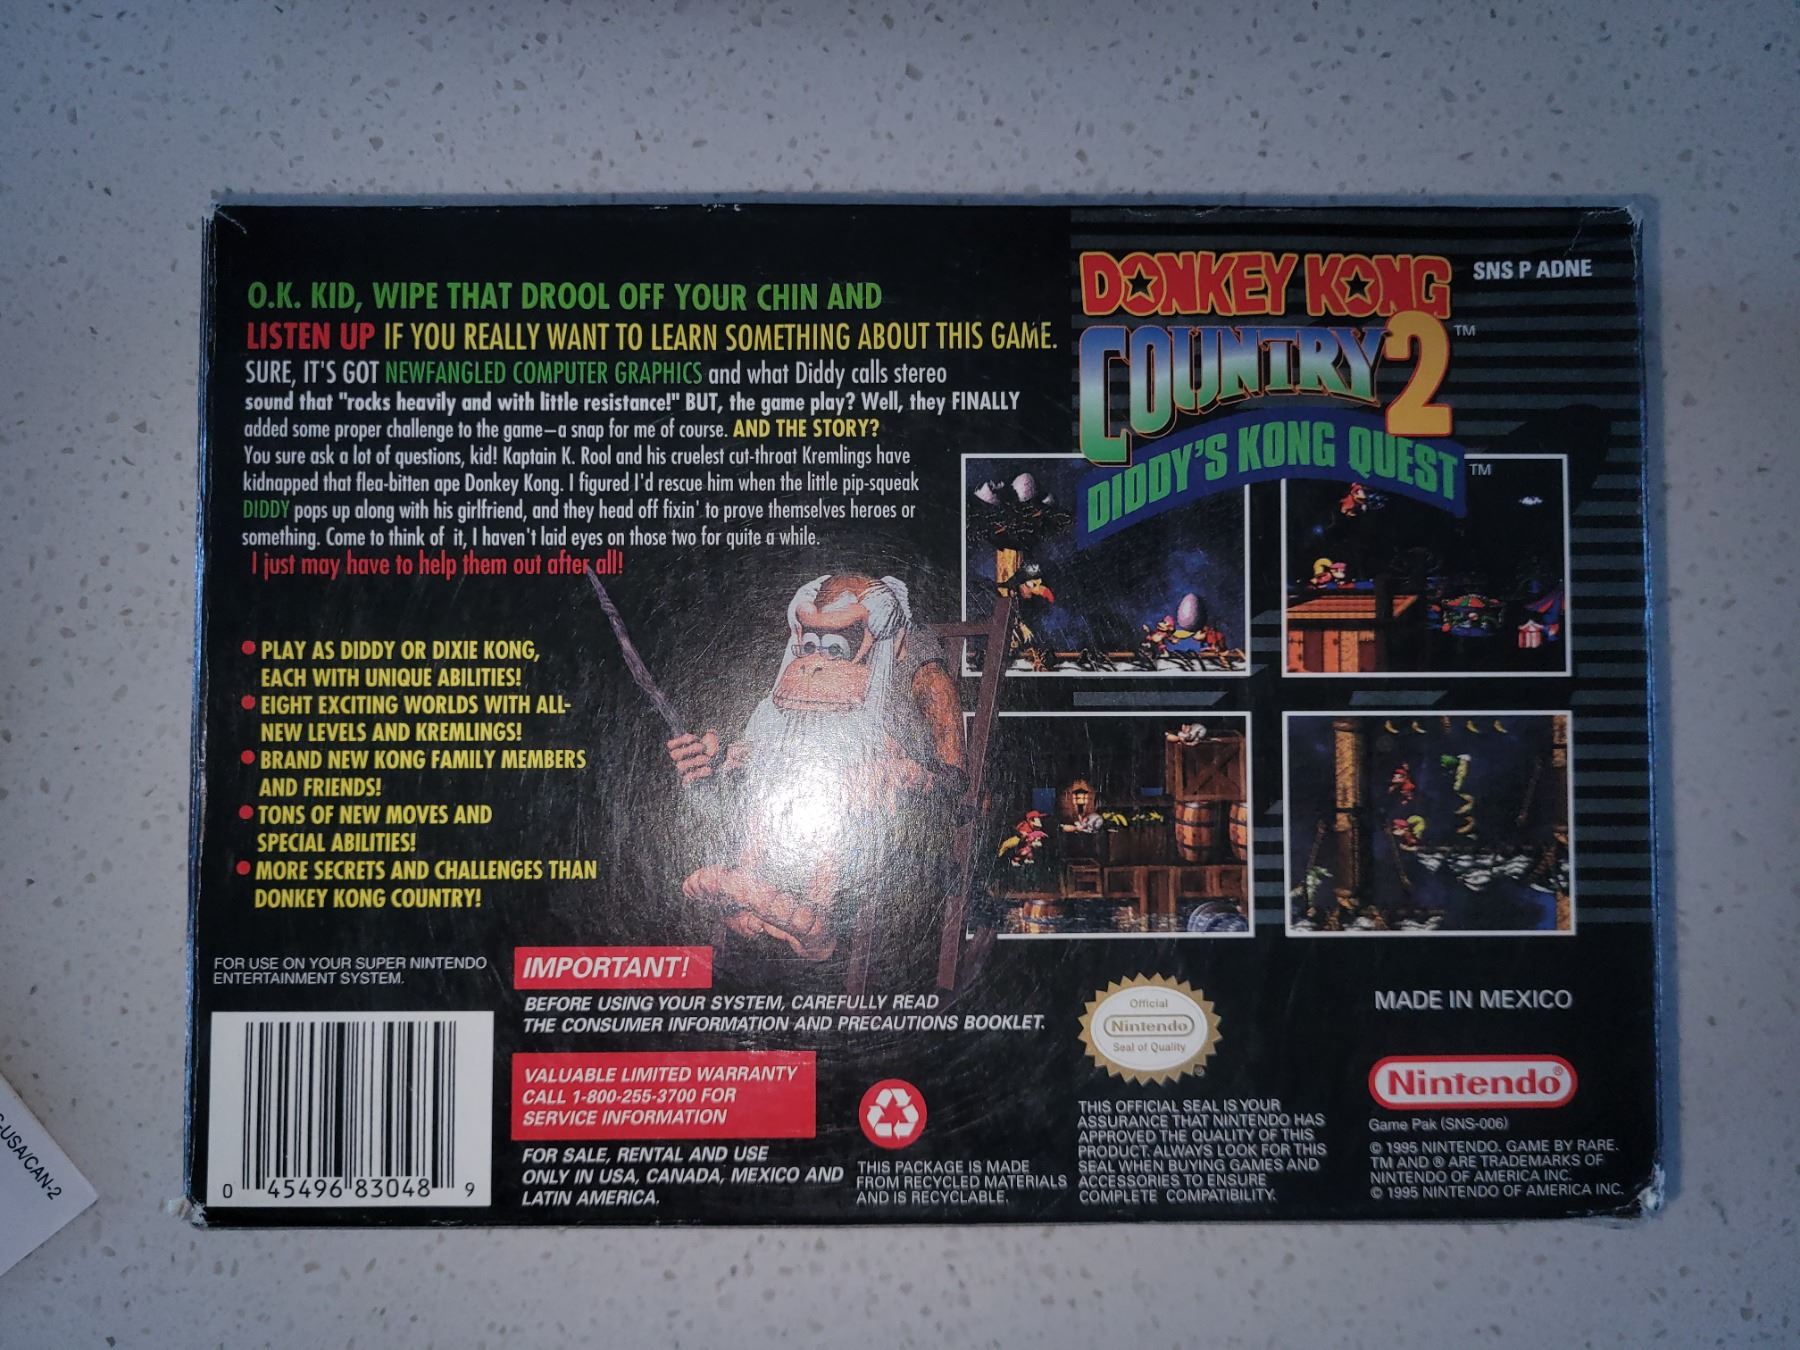 O.K. KID, WIPE THAT DROOL OFF YOUR CHIN AND
LISTEN UP IF YOU REALLY WANT TO LEARN SOMETHING ABOUT THIS GAME.
SURE, IT'S GOT NEWFANGLED COMPUTER GRAPHICS and what Diddy calls stereo
sound that "rocks heavily and with little resistance!" BUT, the game play? Well, they FINALLY
added some proper challenge to the game—a snap for me of course. AND THE STORY?
You sure ask a lot of questions, kid! Kaptain K. Rool and his cruelest cut-throat Kremlings have
kidnapped that flea-bitten ape Donkey Kong. I figured I'd rescue him when the little pip-squeak
DIDDY pops up along with his girlfriend, and they head off fixin' to prove themselves heroes or
something. Come to think of it, I haven't laid eyes on those two for quite a while.
I just may have to help them out after all!
• PLAY AS DIDDY OR DIXIE KONG,
EACH WITH UNIQUE ABILITIES!
• EIGHT EXCITING WORLDS WITH ALL-
NEW LEVELS AND KREMLINGS!
• BRAND NEW KONG FAMILY MEMBERS
AND FRIENDS!
• TONS OF NEW MOVES AND
SPECIAL ABILITIES!
• MORE SECRETS AND CHALLENGES THAN
DONKEY KONG COUNTRY!
DONKEY KONG
COUNTRY 2 ™
DIDDY'S KONG QUEST ™
SNS P ADNE
FOR USE ON YOUR SUPER NINTENDO
ENTERTAINMENT SYSTEM.
0 45496 83048 9
IMPORTANT!
BEFORE USING YOUR SYSTEM, CAREFULLY READ
THE CONSUMER INFORMATION AND PRECAUTIONS BOOKLET.
VALUABLE LIMITED WARRANTY
CALL 1-800-255-3700 FOR
SERVICE INFORMATION
FOR SALE, RENTAL AND USE
ONLY IN USA, CANADA, MEXICO AND
LATIN AMERICA.
THIS PACKAGE IS MADE
FROM RECYCLED MATERIALS
AND IS RECYCLABLE.
Official
Nintendo
Seal of Quality
®
THIS OFFICIAL SEAL IS YOUR
ASSURANCE THAT NINTENDO HAS
APPROVED THE QUALITY OF THIS
PRODUCT. ALWAYS LOOK FOR THIS
SEAL WHEN BUYING GAMES AND
ACCESSORIES TO ENSURE
COMPLETE COMPATIBILITY.
MADE IN MEXICO
Nintendo®
Game Pak (SNS-006)
© 1995 NINTENDO. GAME BY RARE.
TM AND ® ARE TRADEMARKS OF
NINTENDO OF AMERICA INC.
© 1995 NINTENDO OF AMERICA INC.
-USA/CAN-2